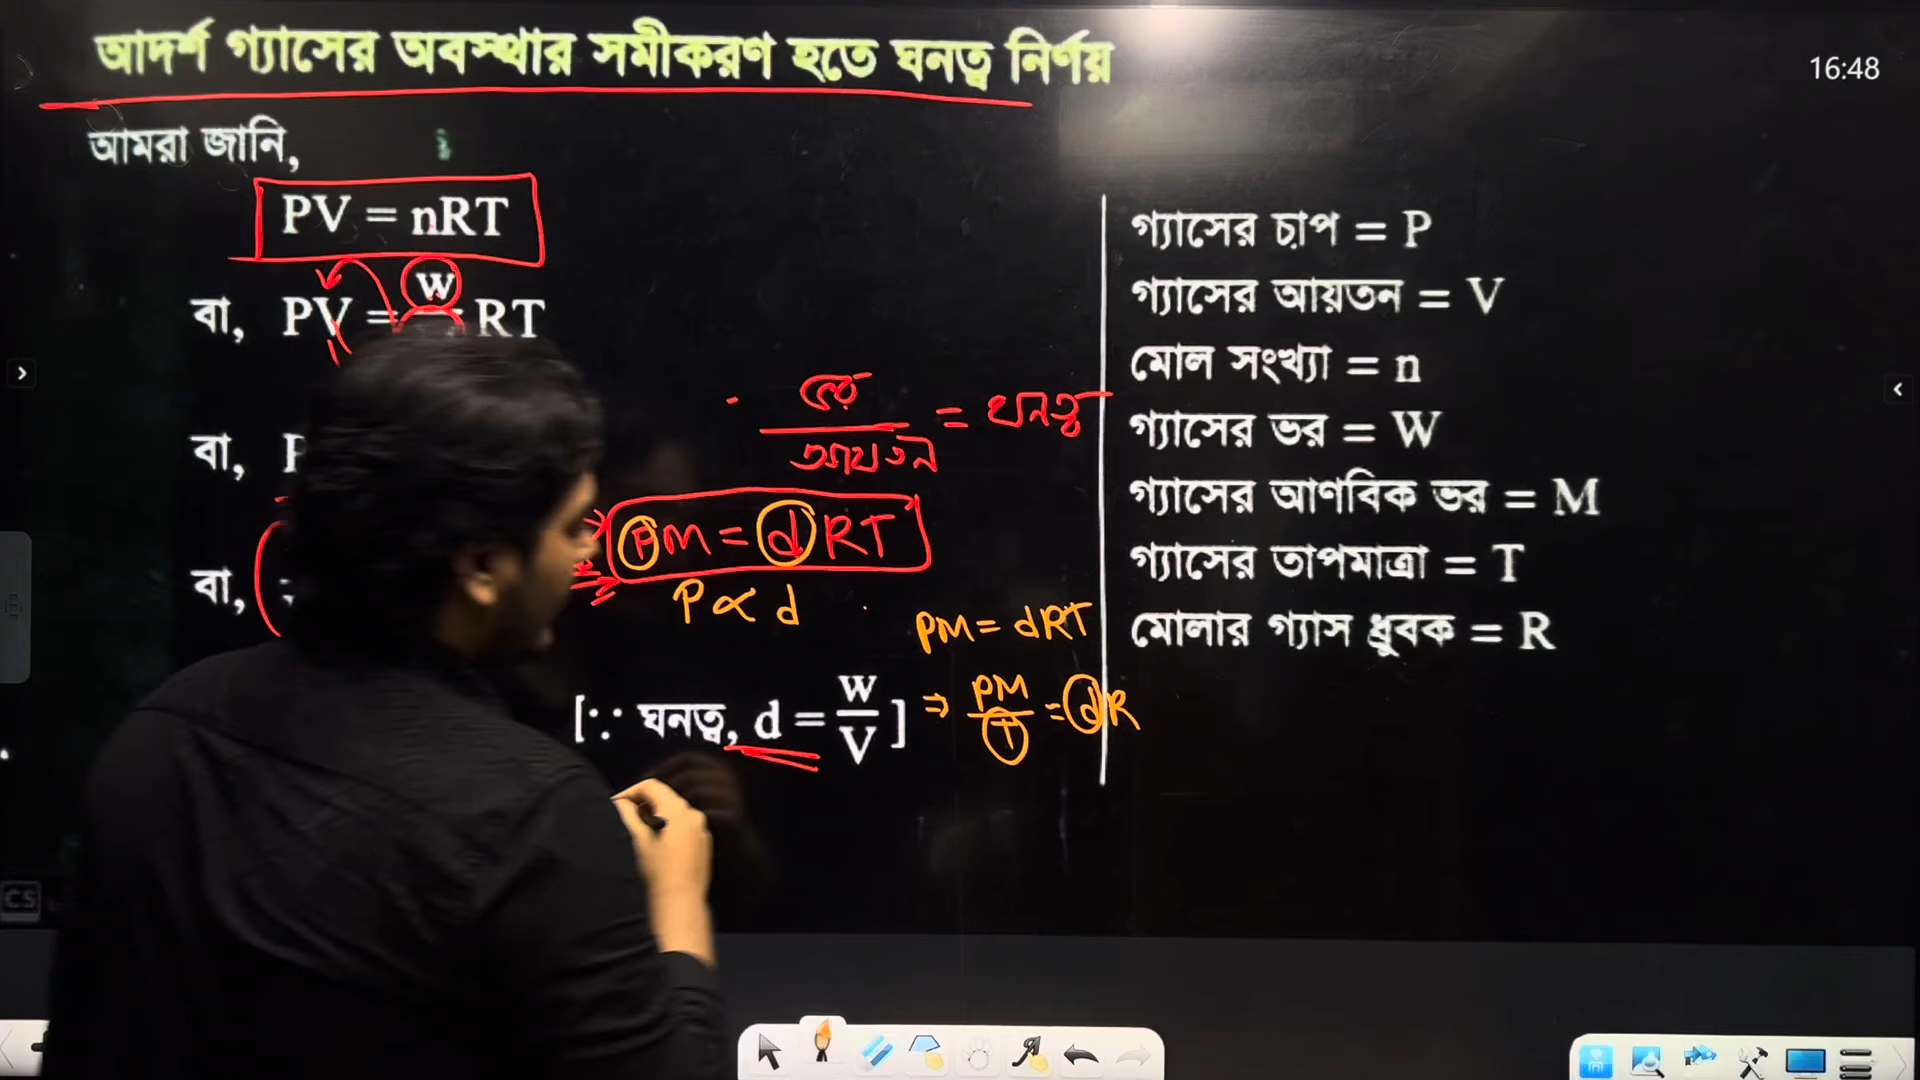 আদর্শ গ্যাসের অবস্থার সমীকরণ হতে ঘনত্ব নির্ণয়
16:48
আমরা জানি,
PV = nRT
বা, PV = w RT
বা, P
বা,
ভর / আয়তন = ঘনত্ব
PM = dRT
P ∝ d
PM = dRT
[∵ ঘনত্ব, d = w/V]
⇒ PM/T = dR
গ্যাসের চাপ = P
গ্যাসের আয়তন = V
মোল সংখ্যা = n
গ্যাসের ভর = W
গ্যাসের আণবিক ভর = M
গ্যাসের তাপমাত্রা = T
মোলার গ্যাস ধ্রুবক = R
CS